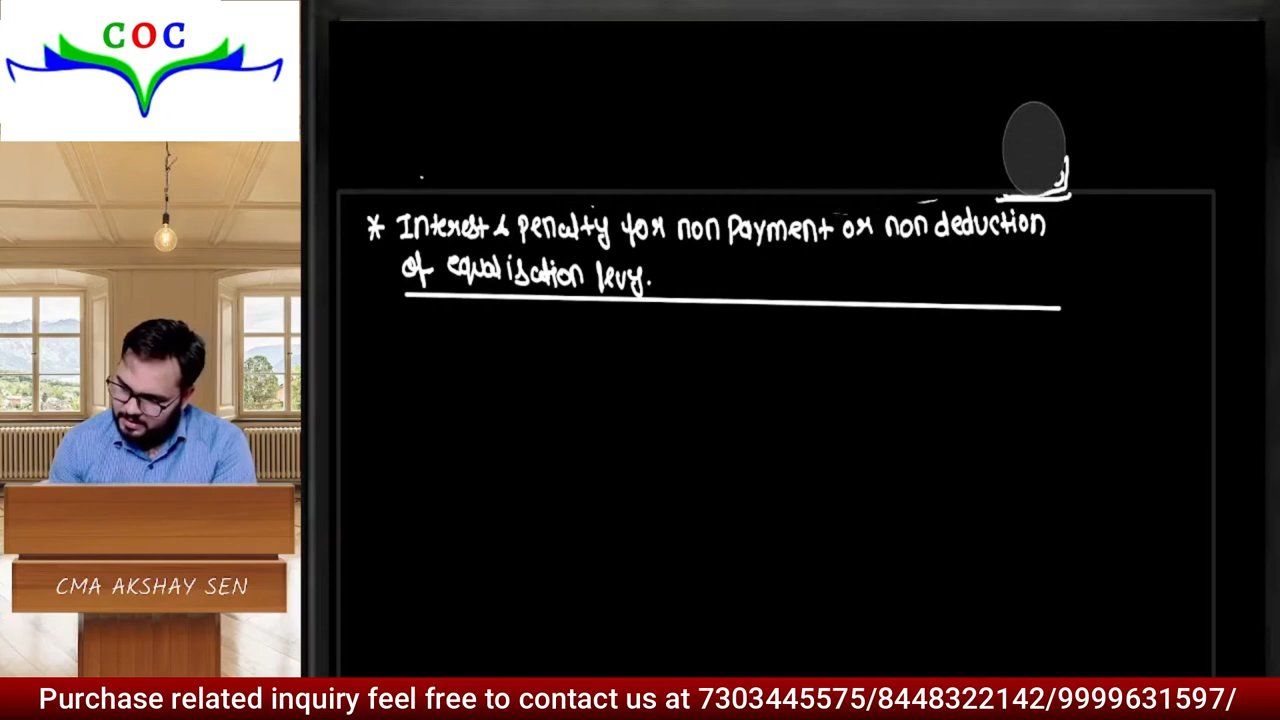 COC
* Interest & penalty for non payment or non deduction
of equalisation levy.
CMA AKSHAY SEN
Purchase related inquiry feel free to contact us at 7303445575/8448322142/9999631597/